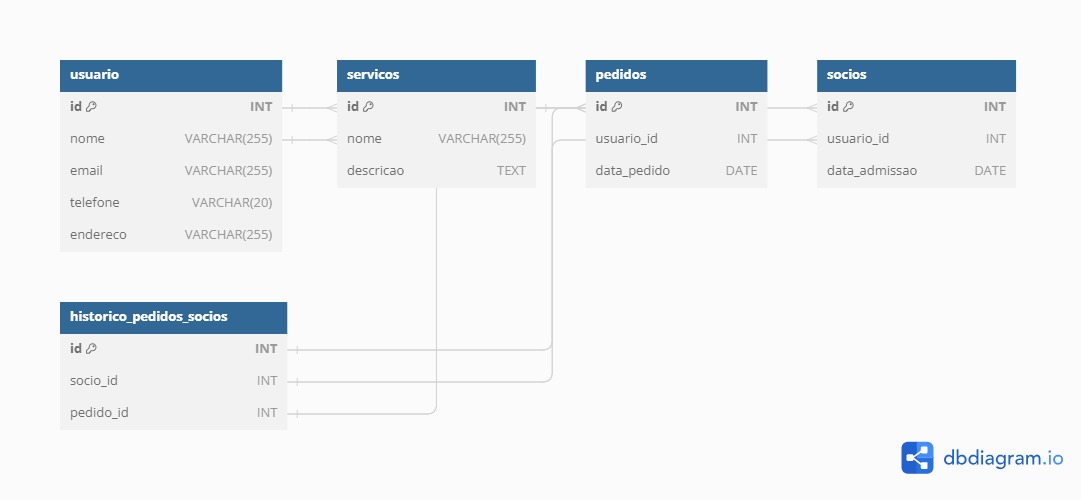 usuario
id INT
nome VARCHAR(255)
email VARCHAR(255)
telefone VARCHAR(20)
endereco VARCHAR(255)
servicos
id INT
nome VARCHAR(255)
descricao TEXT
pedidos
id INT
usuario_id INT
data_pedido DATE
socios
id INT
usuario_id INT
data_admissao DATE
historico_pedidos_socios
id INT
socio_id INT
pedido_id INT
dbdiagram.io